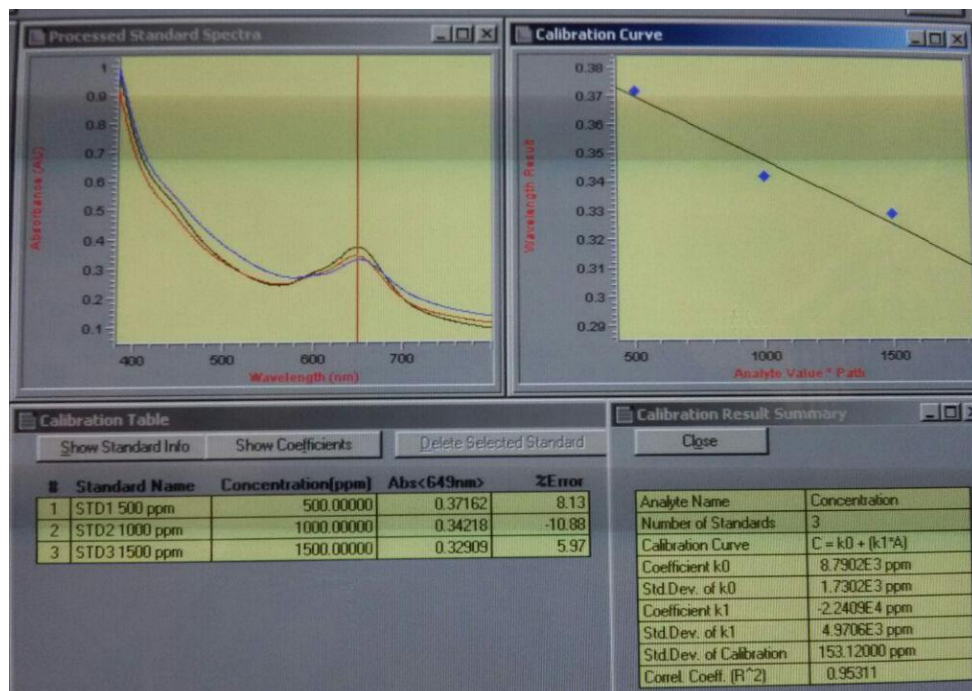 Processed Standard Spectra
Absorbance (AU)
1
0.9
0.8
0.7
0.6
0.5
0.4
0.3
0.2
0.1
400 500 600 700
Wavelength (nm)
Calibration Curve
Wavelength Result
0.38
0.37
0.36
0.35
0.34
0.33
0.32
0.31
0.3
0.29
500 1000 1500
Analyte Value * Path
Calibration Table
Show Standard Info Show Coefficients Delete Selected Standard
# Standard Name Concentration(ppm) Abs<649nm> %Error
1 STD1 500 ppm 500.00000 0.37162 8.13
2 STD2 1000 ppm 1000.00000 0.34218 -10.88
3 STD3 1500 ppm 1500.00000 0.32909 5.97
Calibration Result Summary
Close
Analyte Name Concentration
Number of Standards 3
Calibration Curve C = k0 + (k1*A)
Coefficient k0 8.7902E3 ppm
Std.Dev. of k0 1.7302E3 ppm
Coefficient k1 -2.2409E4 ppm
Std.Dev. of k1 4.9706E3 ppm
Std.Dev. of Calibration 153.12000 ppm
Correl. Coeff. (R^2) 0.95311